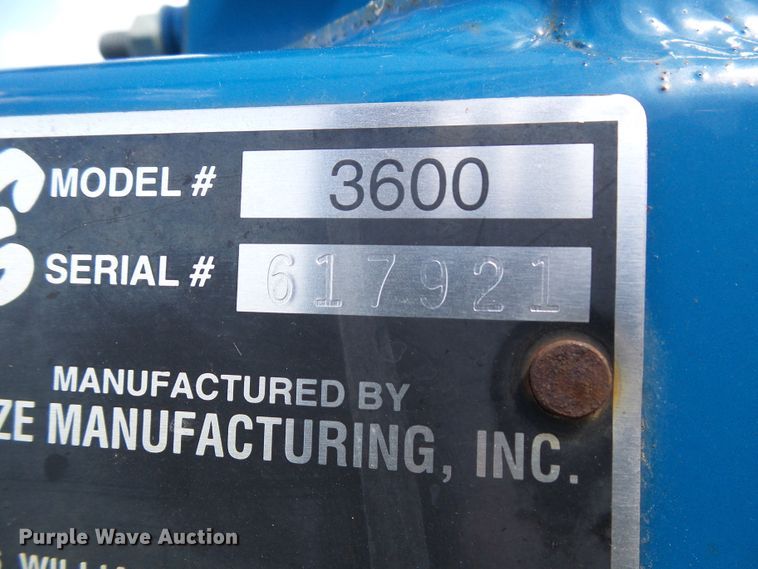 MODEL # 3600
SERIAL # 617921
MANUFACTURED BY
ZE MANUFACTURING, INC.
Purple Wave Auction